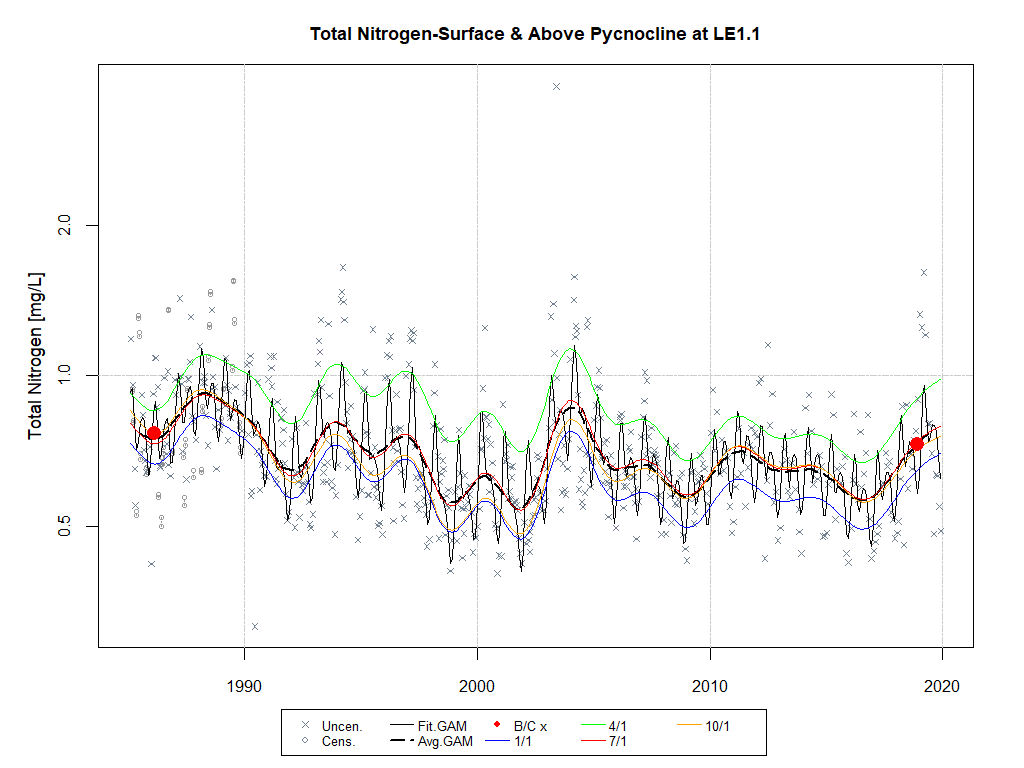 Total Nitrogen-Surface & Above Pycnocline at LE1.1
Total Nitrogen [mg/L]
2.0
1.0
0.5
1990 2000 2010 2020
Uncen. Fit.GAM B/C x 4/1 10/1
Cens. Avg.GAM 1/1 7/1